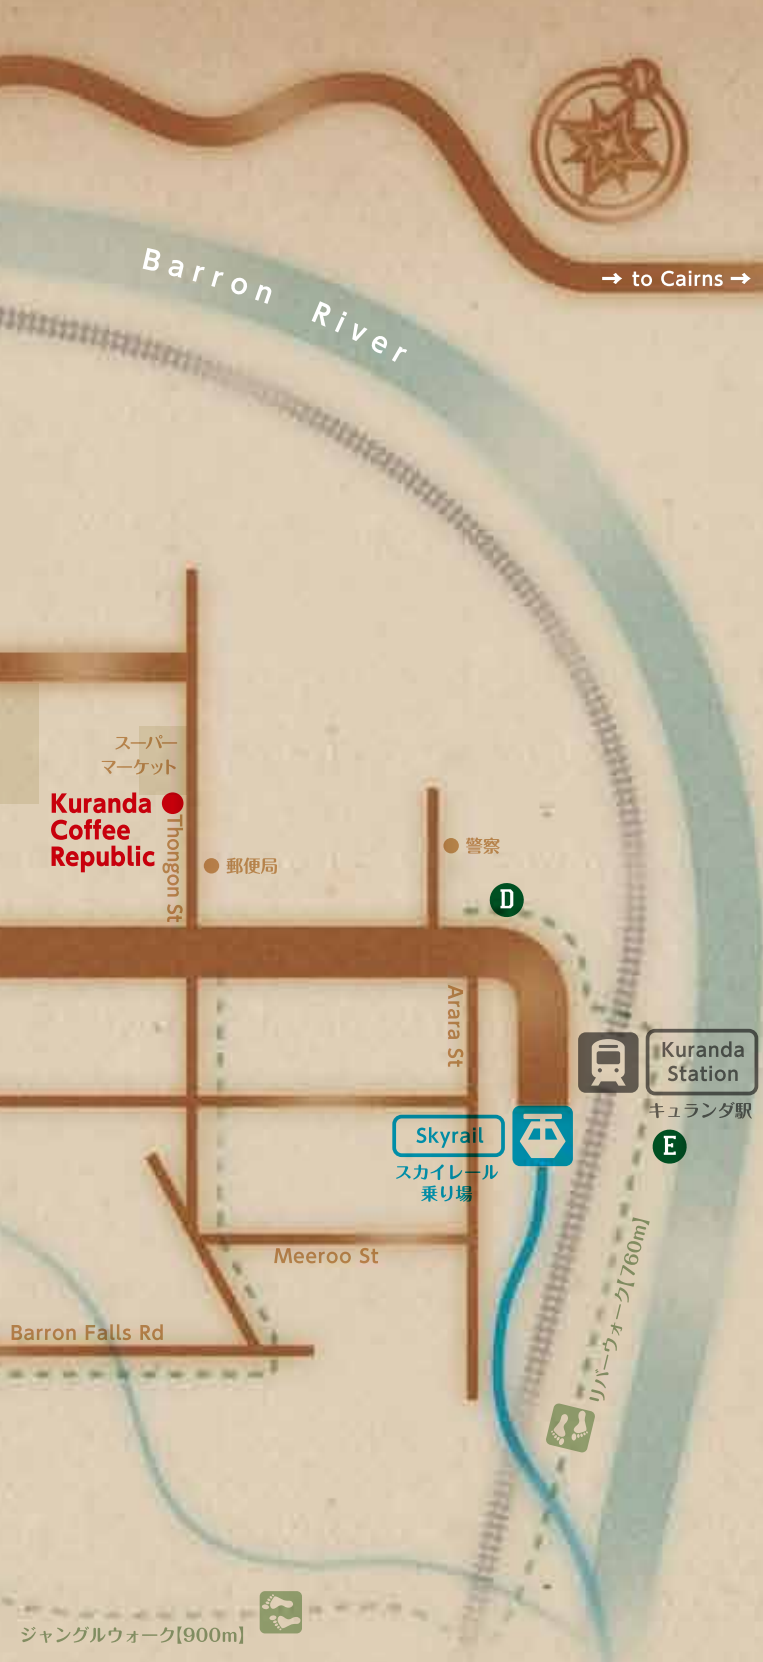 → to Cairns →
Barron River
スーパー
マーケット
Kuranda
Coffee
Republic
Thongon St
郵便局
警察
D
Arara St
Kuranda
Station
キュランダ駅
Skyrail
スカイレール
乗り場
E
Meeroo St
リバーウォーク【760m】
Barron Falls Rd
ジャングルウォーク【900m】